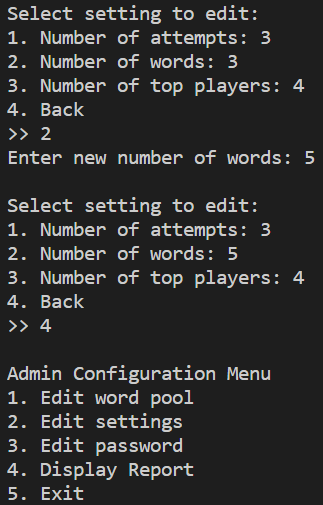 Select setting to edit:
1. Number of attempts: 3
2. Number of words: 3
3. Number of top players: 4
4. Back
>> 2
Enter new number of words: 5

Select setting to edit:
1. Number of attempts: 3
2. Number of words: 5
3. Number of top players: 4
4. Back
>> 4

Admin Configuration Menu
1. Edit word pool
2. Edit settings
3. Edit password
4. Display Report
5. Exit